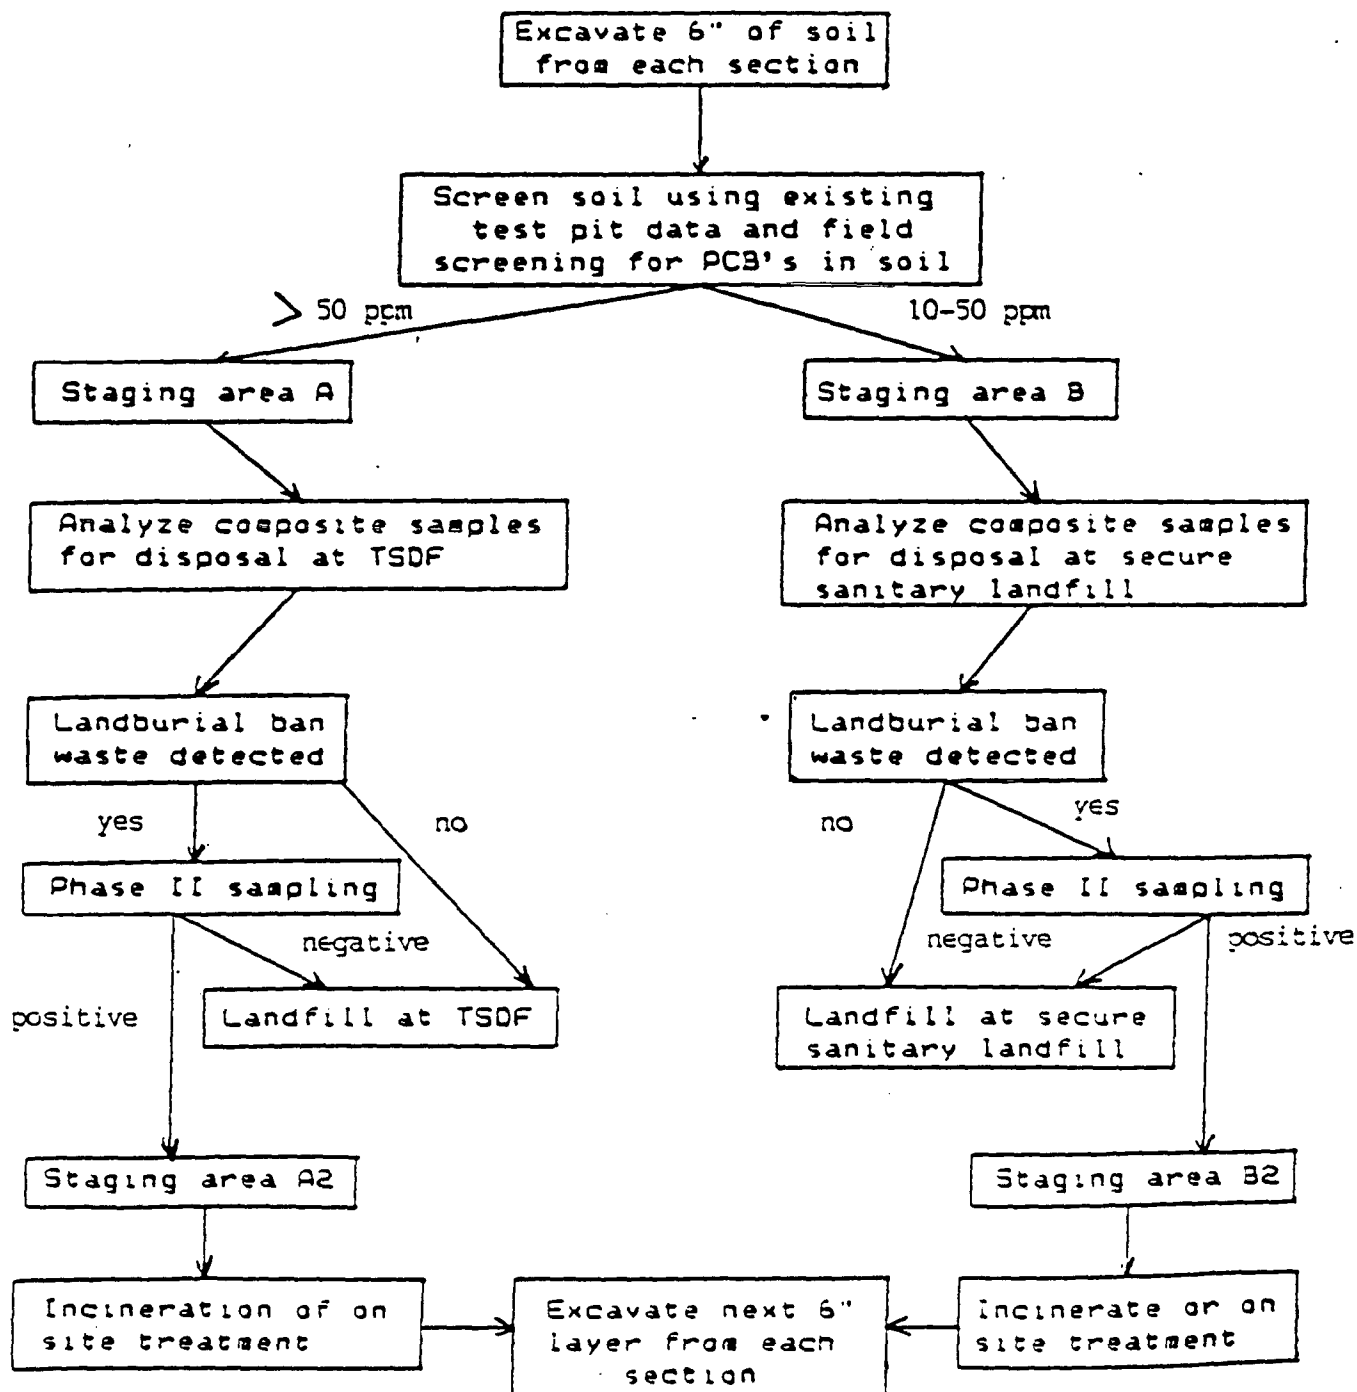 Excavate 6" of soil
from each section
Screen soil using existing
test pit data and field
screening for PCB's in soil
> 50 ppm
10-50 ppm
Staging area A
Staging area B
Analyze composite samples
for disposal at TSDF
Analyze composite samples
for disposal at secure
sanitary landfill
Landburial ban
waste detected
Landburial ban
waste detected
yes
no
no
yes
Phase II sampling
Phase II sampling
negative
negative
positive
positive
Landfill at TSDF
Landfill at secure
sanitary landfill
Staging area A2
Staging area B2
Incineration of on
site treatment
Excavate next 6"
layer from each
section
Incinerate or on
site treatment